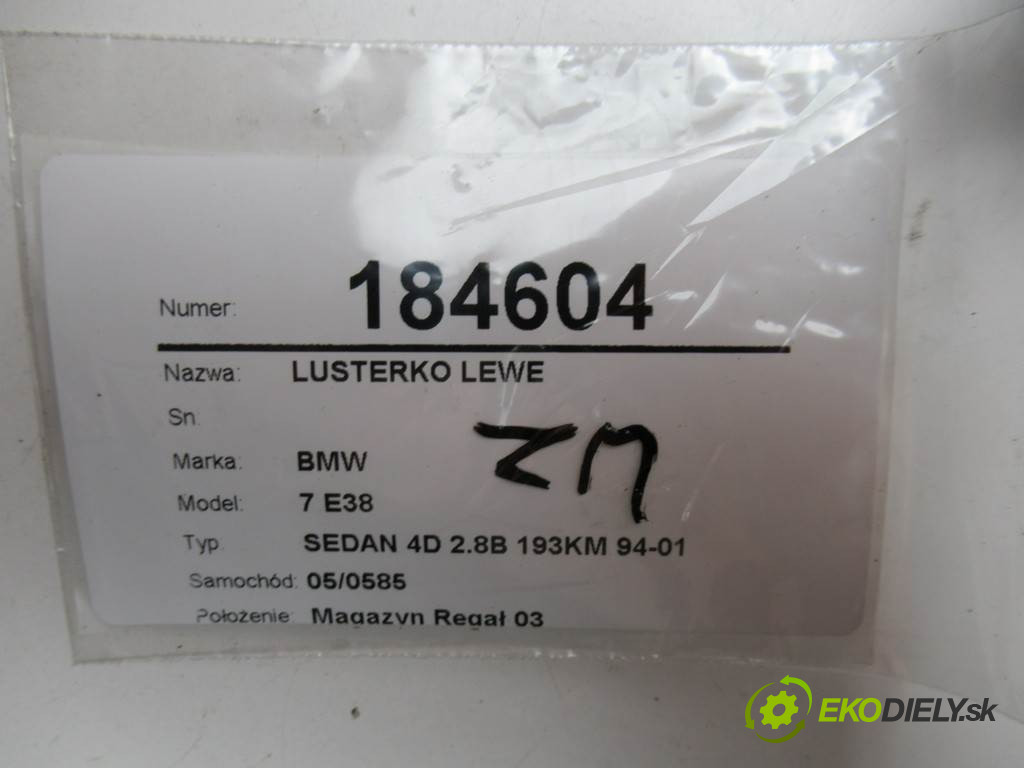 Numer: 184604
Nazwa: LUSTERKO LEWE
Sn.
Marka: BMW
Model: 7 E38
Typ. SEDAN 4D 2.8B 193KM 94-01
Samochód: 05/0585
Położenie: Magazyn Regał 03
EKODIELY.sk